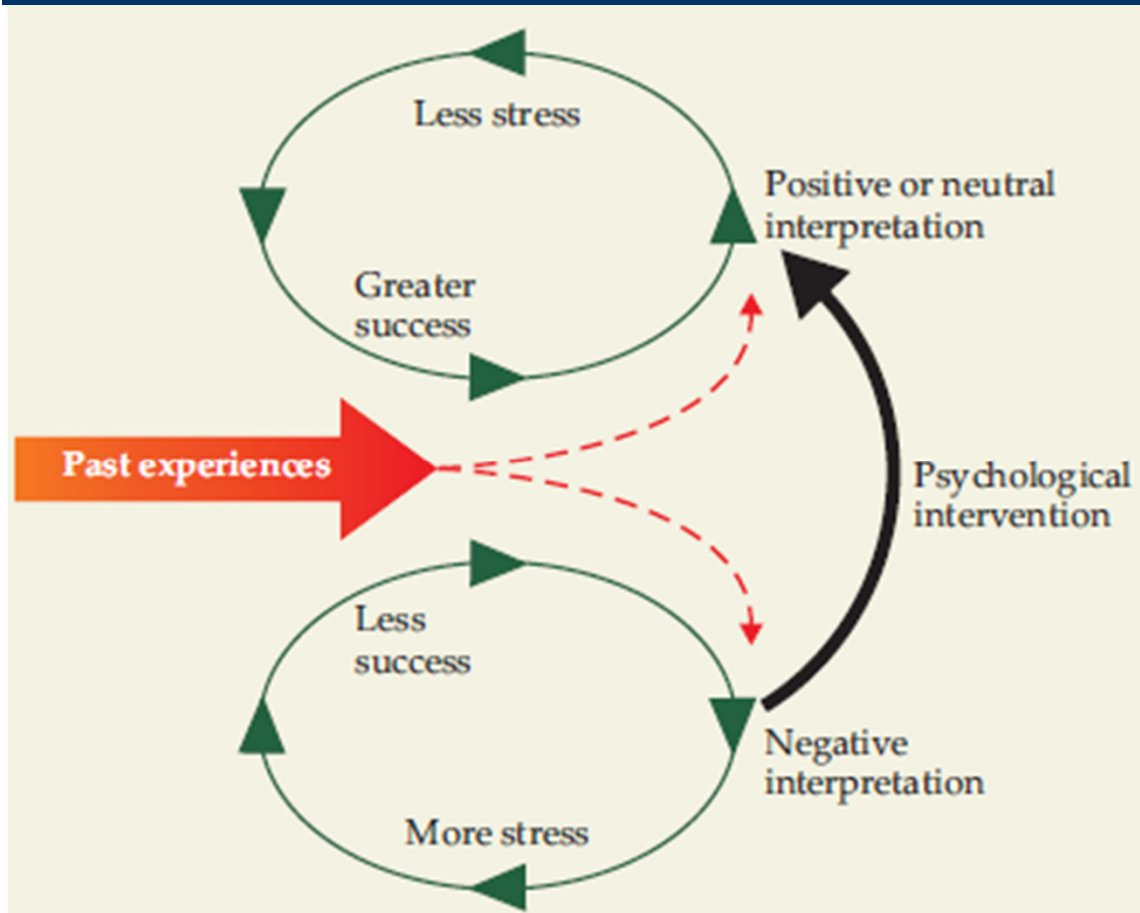 Less stress
Positive or neutral
interpretation
Greater
success
Past experiences
Psychological
intervention
Less
success
Negative
interpretation
More stress